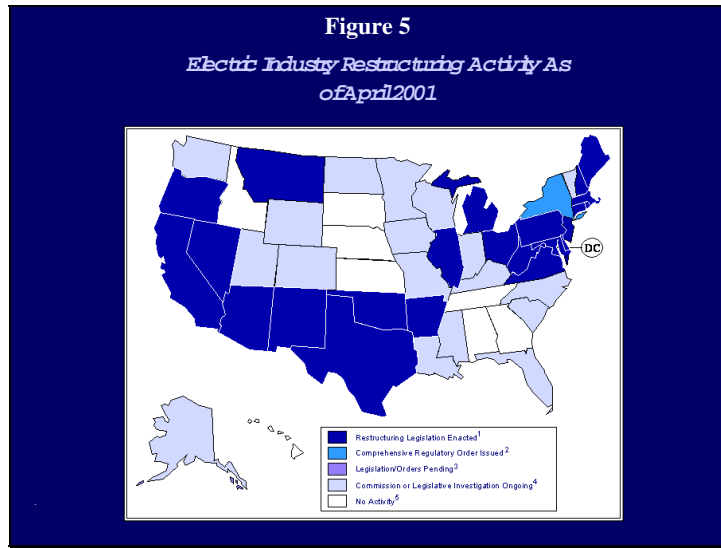 Figure 5
Electric Industry Restructuring Activity As
of April 2001
DC
Restructuring Legislation Enacted1
Comprehensive Regulatory Order Issued2
Legislation/Orders Pending3
Commission or Legislative Investigation Ongoing4
No Activity5